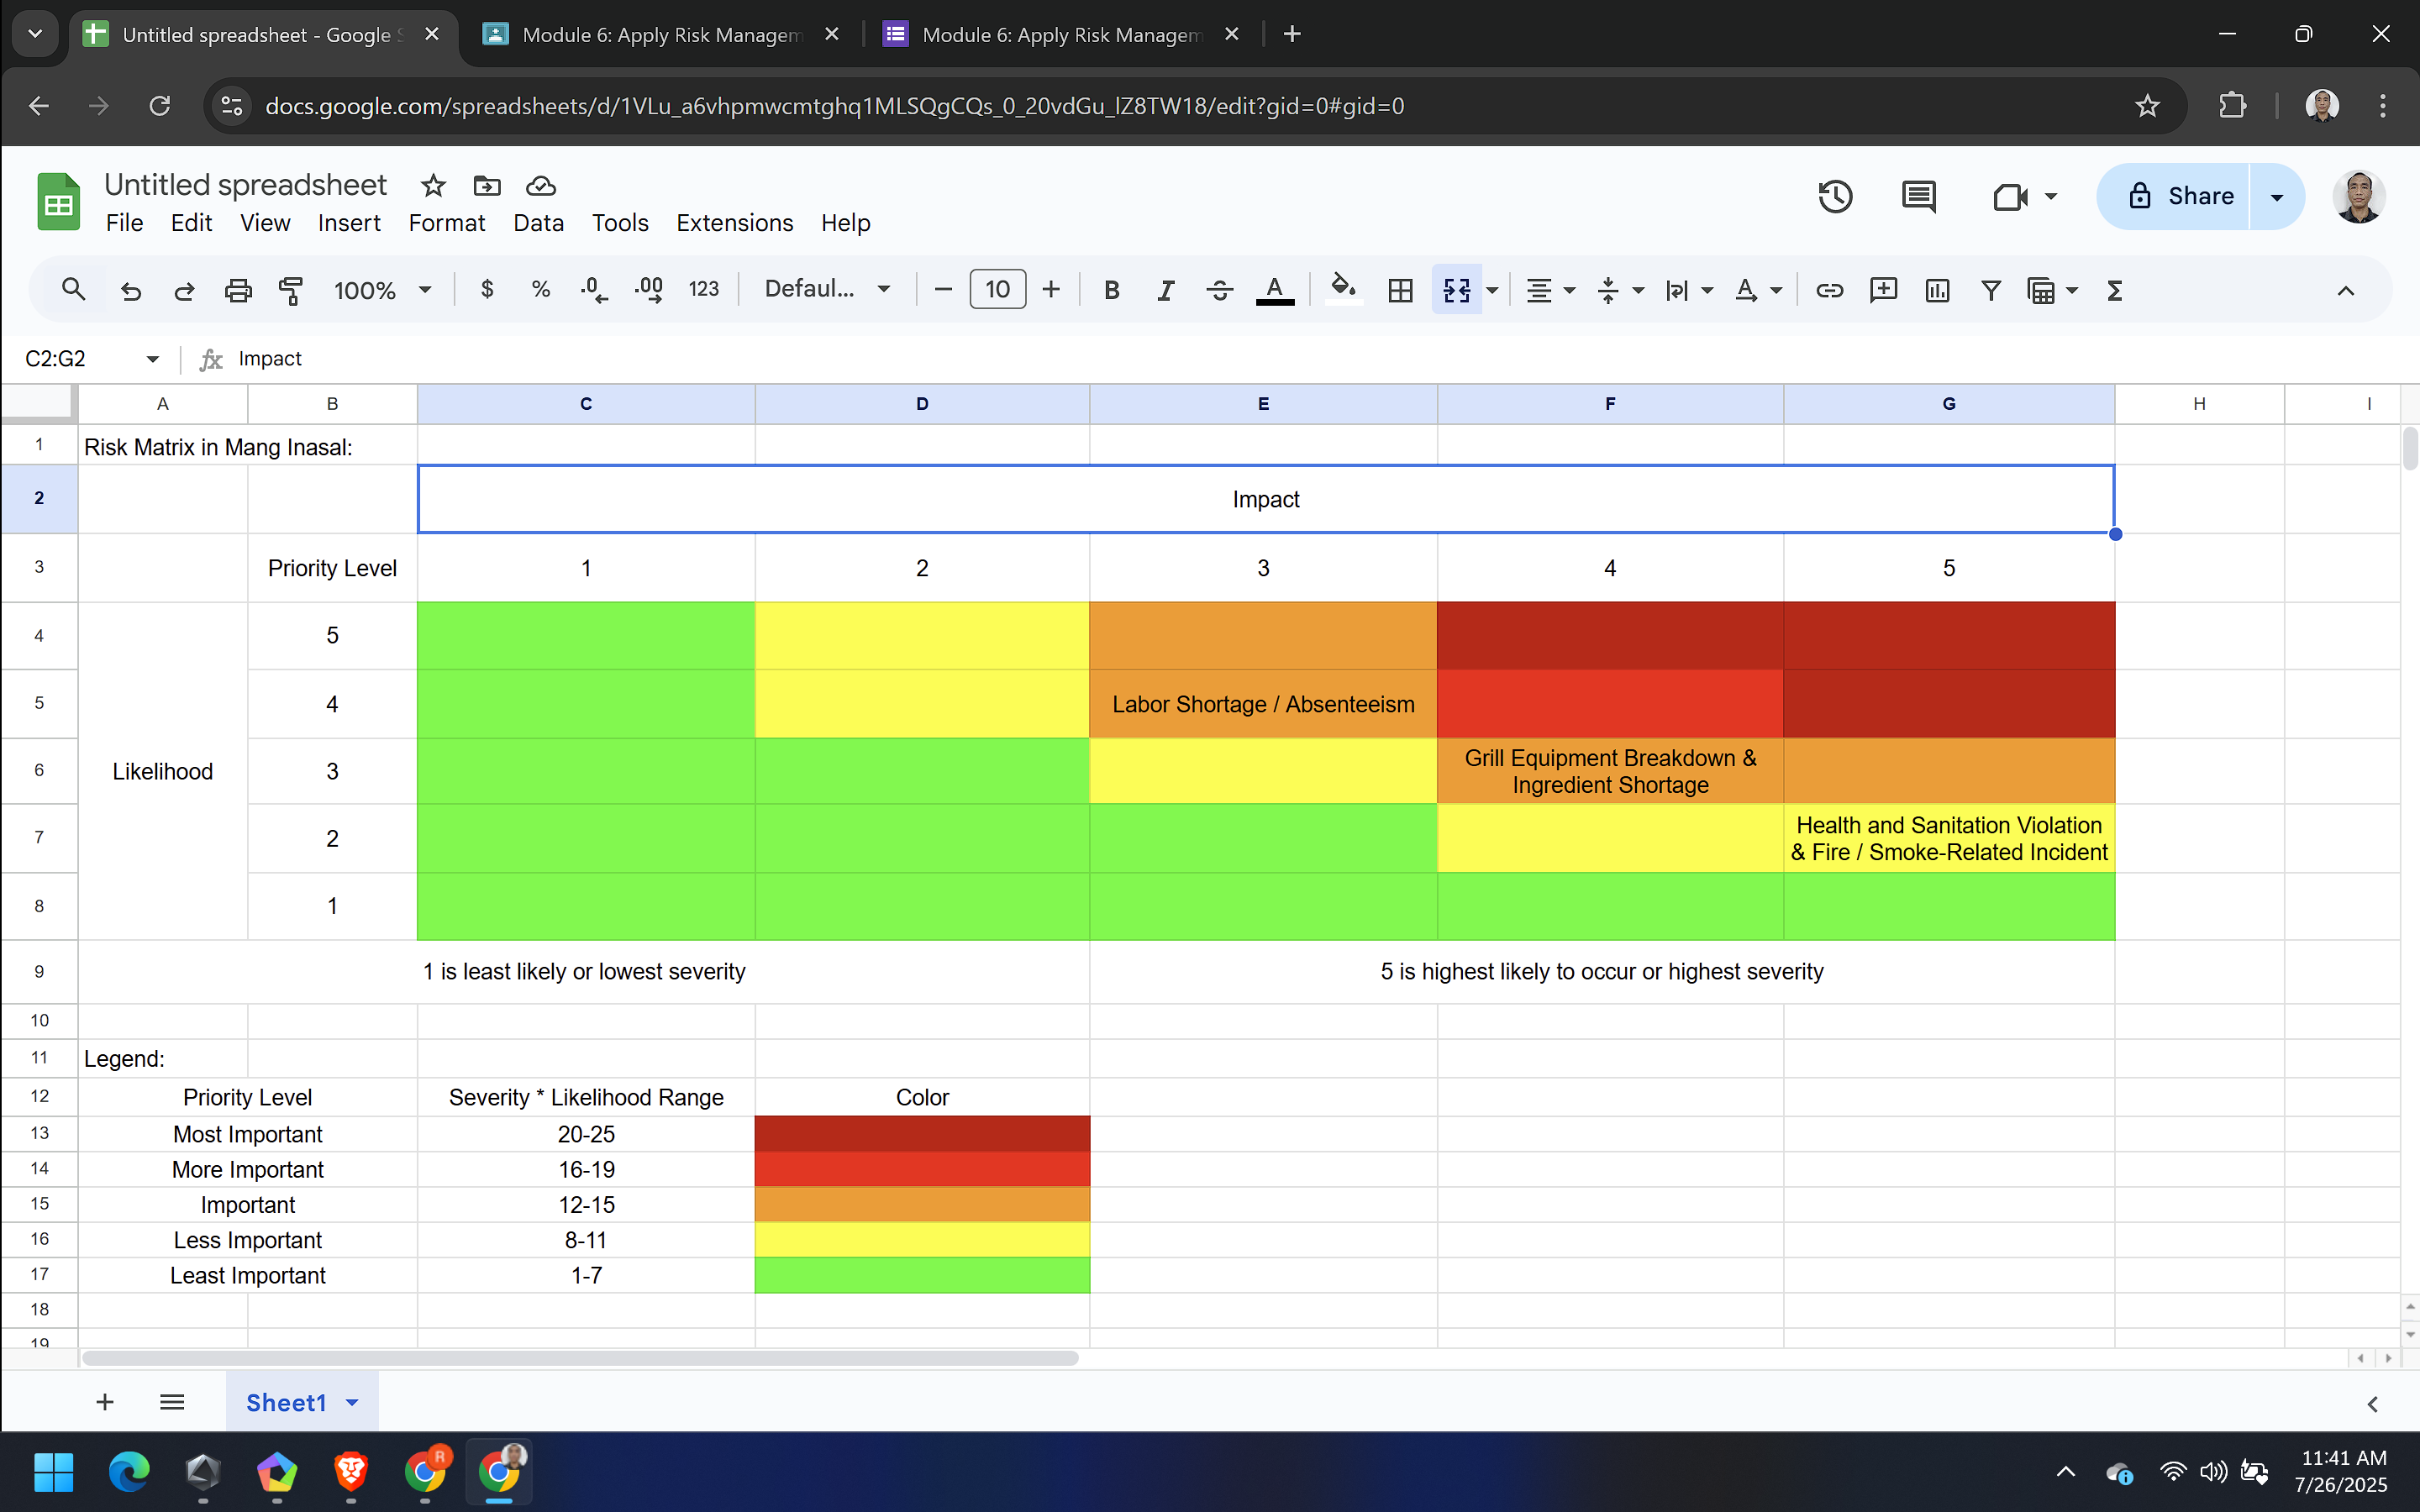 Untitled spreadsheet - Google S
Module 6: Apply Risk Managem
Module 6: Apply Risk Managem
docs.google.com/spreadsheets/d/1VLu_a6vhpmwcmtghq1MLSQgCQs_0_20vdGu_lZ8TW18/edit?gid=0#gid=0
Untitled spreadsheet
File Edit View Insert Format Data Tools Extensions Help
Share
100% $ % .0 .00 123 Defaul... 10 B I A
C2:G2 fx Impact
A B C D E F G H I
1 Risk Matrix in Mang Inasal:
2 Impact
3 Priority Level 1 2 3 4 5
4 5
5 4 Labor Shortage / Absenteeism
6 Likelihood 3 Grill Equipment Breakdown &
Ingredient Shortage
7 2 Health and Sanitation Violation
& Fire / Smoke-Related Incident
8 1
9 1 is least likely or lowest severity 5 is highest likely to occur or highest severity
10
11 Legend:
12 Priority Level Severity * Likelihood Range Color
13 Most Important 20-25
14 More Important 16-19
15 Important 12-15
16 Less Important 8-11
17 Least Important 1-7
18
19
Sheet1
R
11:41 AM
7/26/2025